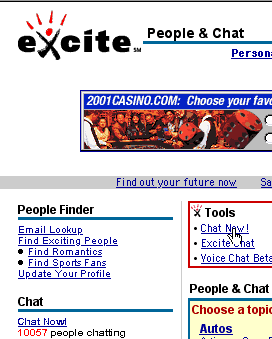 excite SM
People & Chat
Persona
2001CASINO.COM: Choose your favo
Find out your future now Sa
People Finder
Email Lookup
Find Exciting People
• Find Romantics
• Find Sports Fans
Update Your Profile
Chat
Chat Now!
10057 people chatting
Tools
• Chat Now!
• Excite Chat
• Voice Chat Beta
People & Chat
Choose a topic
Autos